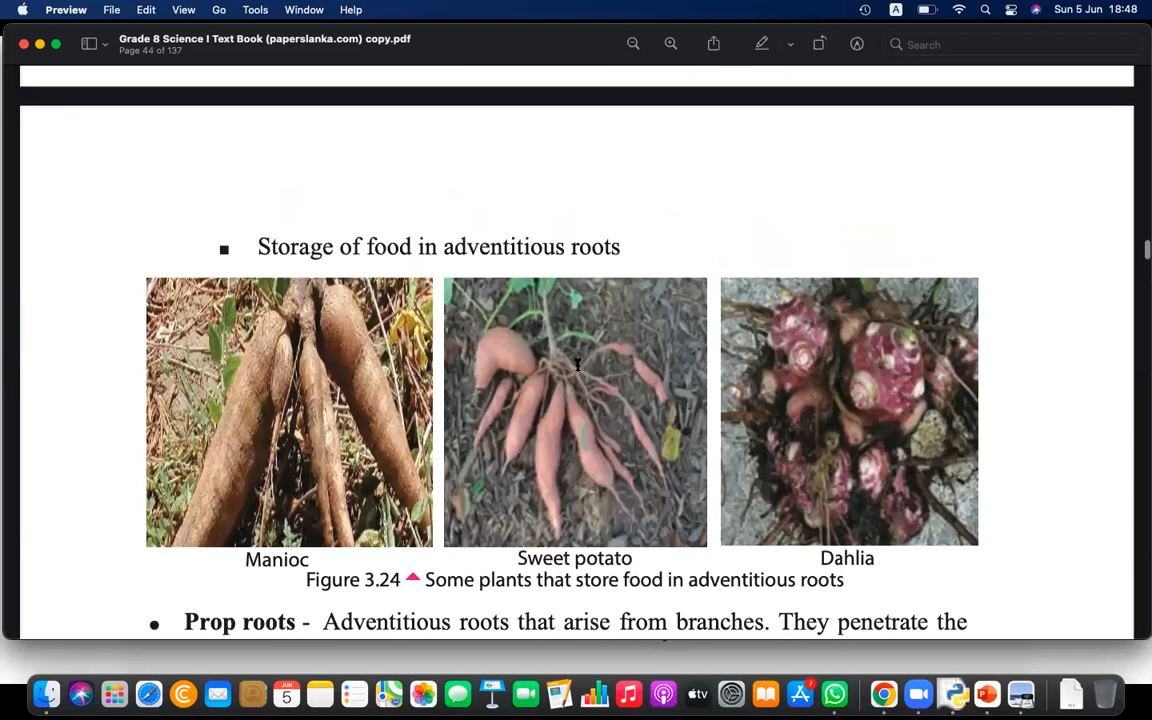 Preview File Edit View Go Tools Window Help A Sun 5 Jun 18:48
Grade 8 Science I Text Book (paperslanka.com) copy.pdf
Page 44 of 137
Search
▪ Storage of food in adventitious roots
Manioc Sweet potato Dahlia
Figure 3.24 Some plants that store food in adventitious roots
• Prop roots - Adventitious roots that arise from branches. They penetrate the
JUN
5
tv